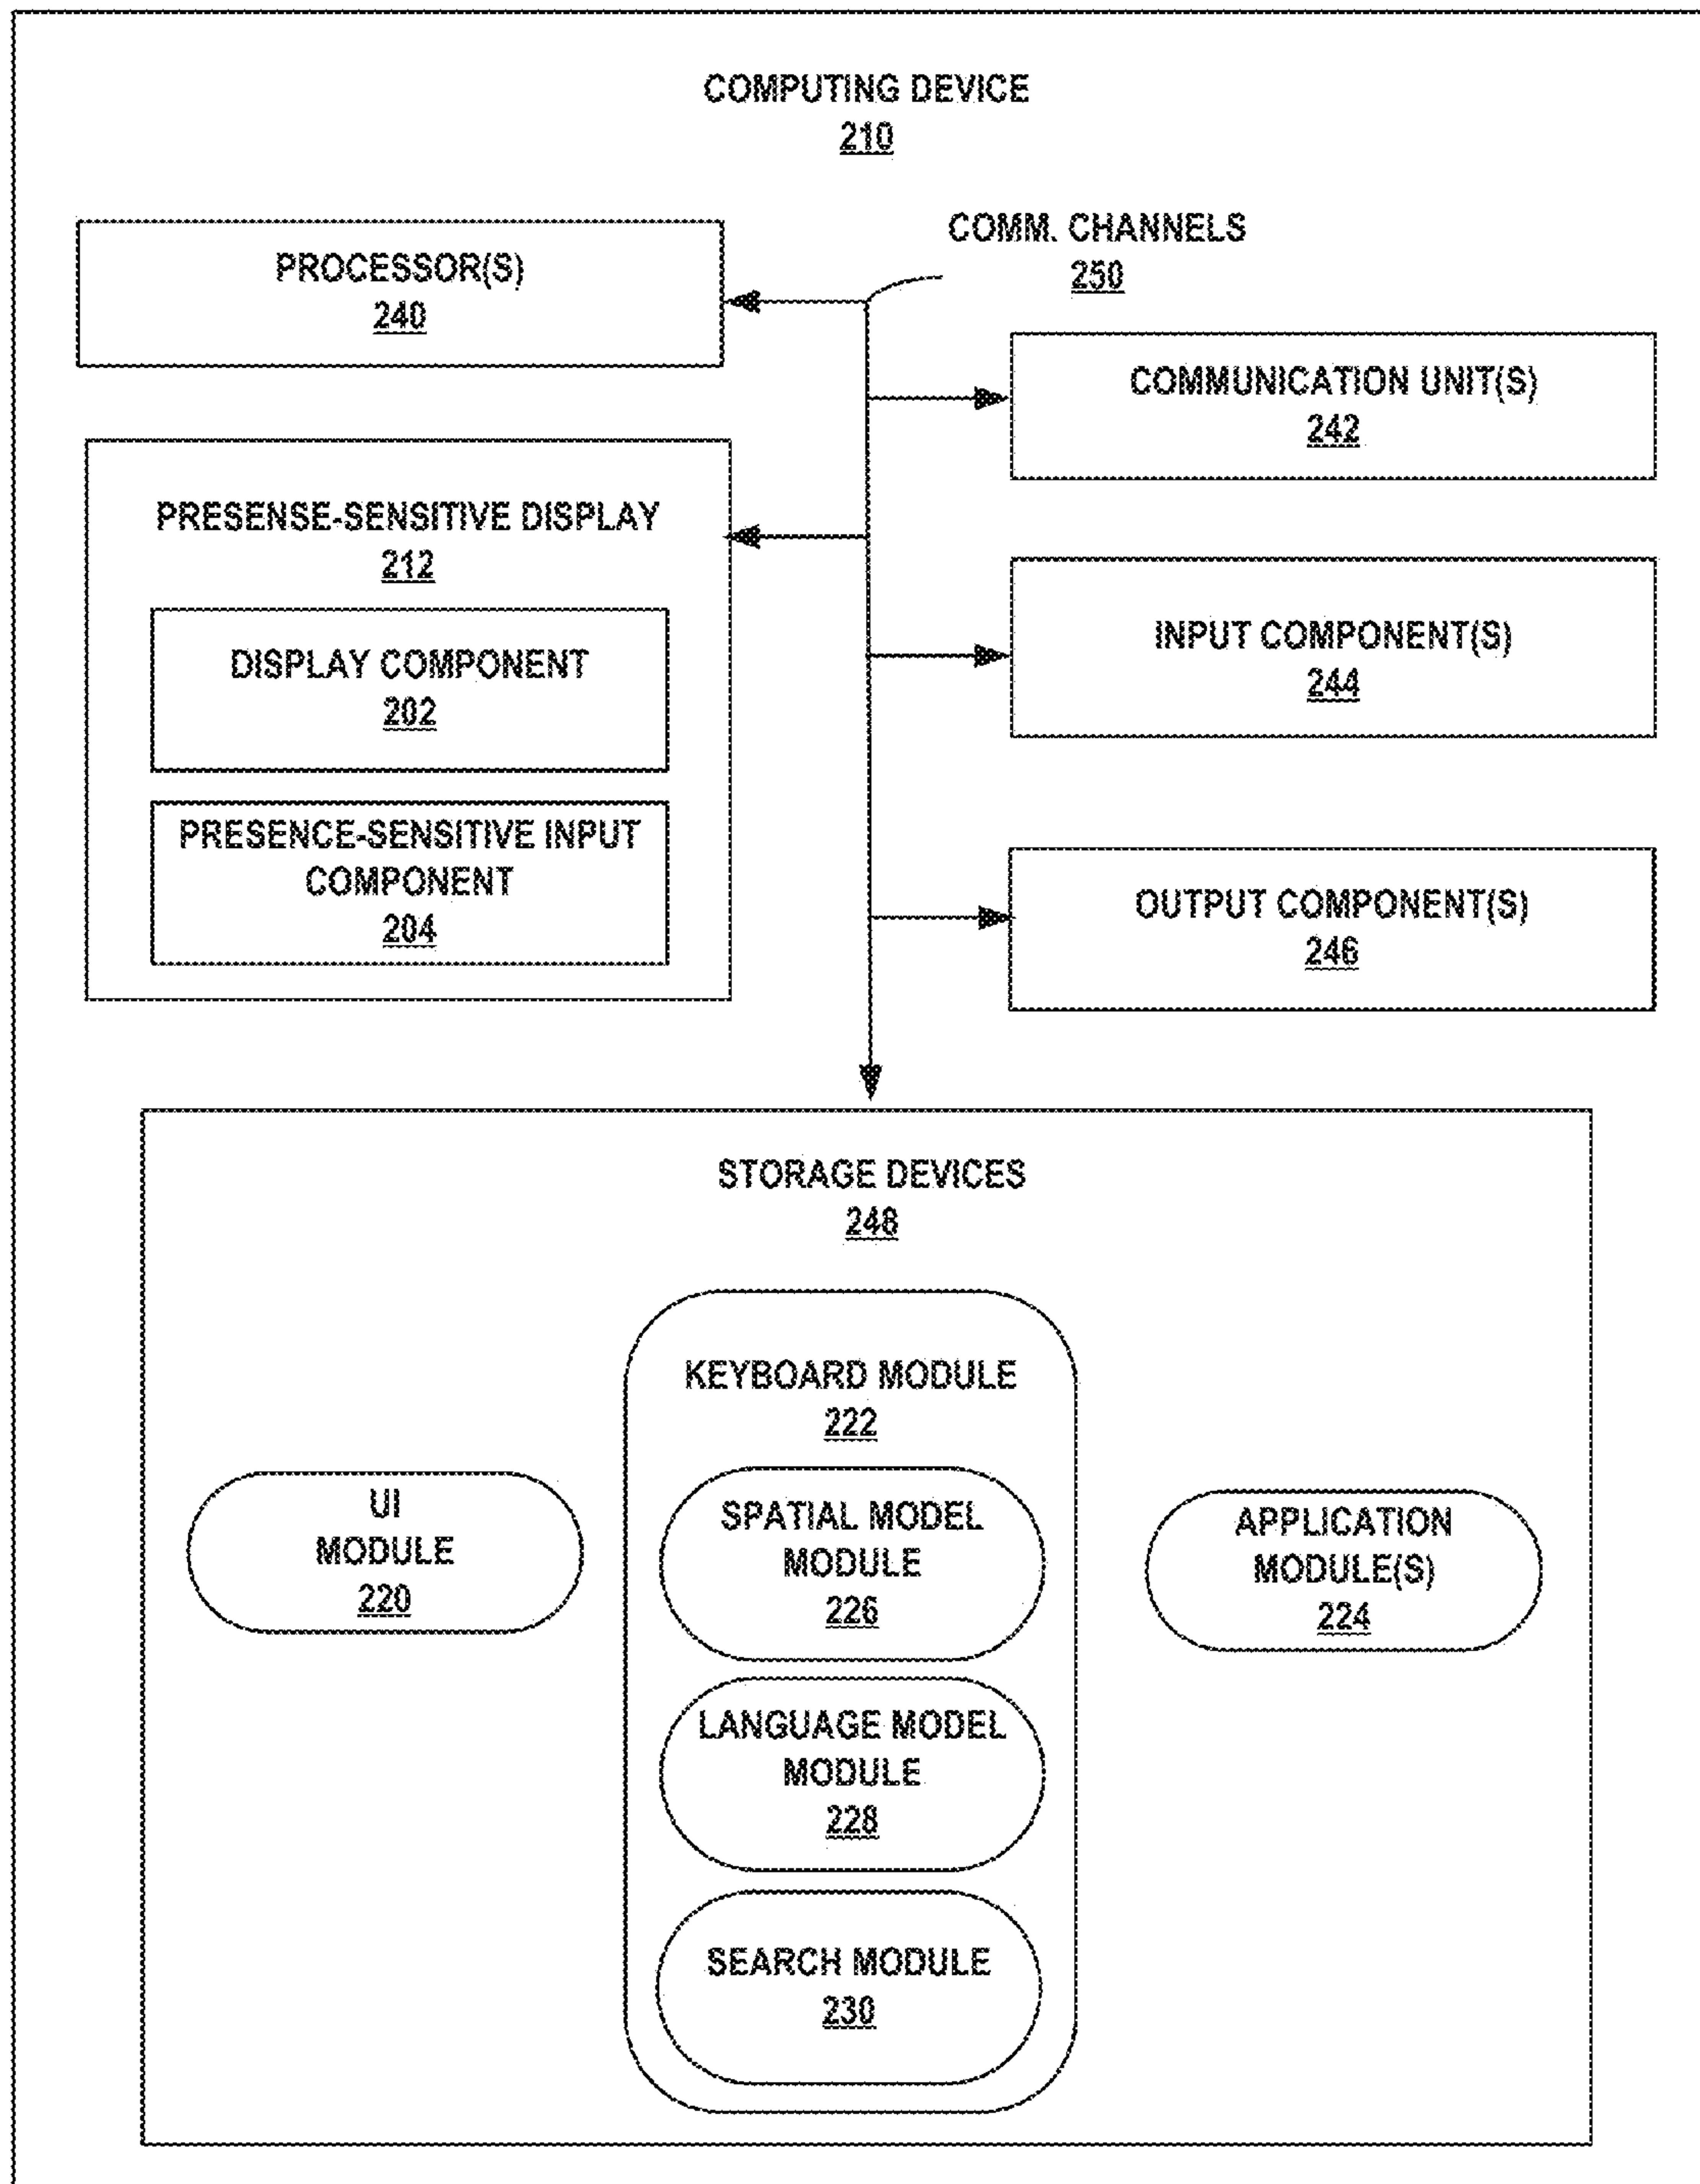 COMPUTING DEVICE
210
COMM. CHANNELS
250
PROCESSOR(S)
240
COMMUNICATION UNIT(S)
242
PRESENSE-SENSITIVE DISPLAY
212
DISPLAY COMPONENT
202
PRESENCE-SENSITIVE INPUT
COMPONENT
204
INPUT COMPONENT(S)
244
OUTPUT COMPONENT(S)
246
STORAGE DEVICES
248
KEYBOARD MODULE
222
UI
MODULE
220
SPATIAL MODEL
MODULE
226
LANGUAGE MODEL
MODULE
228
SEARCH MODULE
230
APPLICATION
MODULE(S)
224